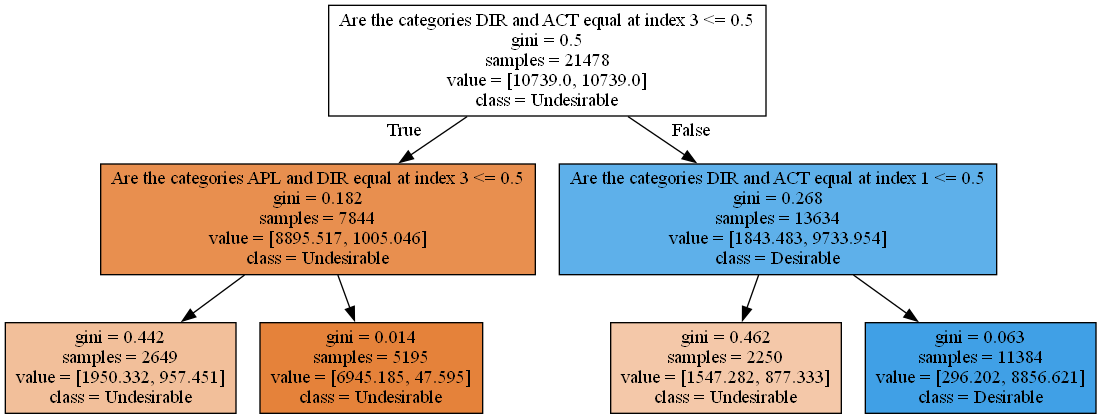 Are the categories DIR and ACT equal at index 3 <= 0.5
gini = 0.5
samples = 21478
value = [10739.0, 10739.0]
class = Undesirable
True
False
Are the categories APL and DIR equal at index 3 <= 0.5
gini = 0.182
samples = 7844
value = [8895.517, 1005.046]
class = Undesirable
Are the categories DIR and ACT equal at index 1 <= 0.5
gini = 0.268
samples = 13634
value = [1843.483, 9733.954]
class = Desirable
gini = 0.442
samples = 2649
value = [1950.332, 957.451]
class = Undesirable
gini = 0.014
samples = 5195
value = [6945.185, 47.595]
class = Undesirable
gini = 0.462
samples = 2250
value = [1547.282, 877.333]
class = Undesirable
gini = 0.063
samples = 11384
value = [296.202, 8856.621]
class = Desirable